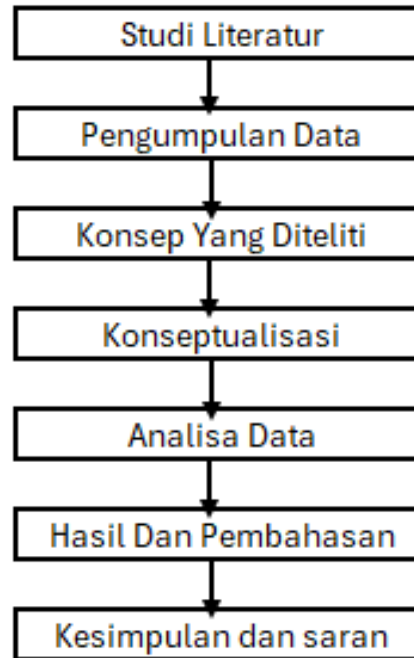 Studi Literatur
Pengumpulan Data
Konsep Yang Diteliti
Konseptualisasi
Analisa Data
Hasil Dan Pembahasan
Kesimpulan dan saran